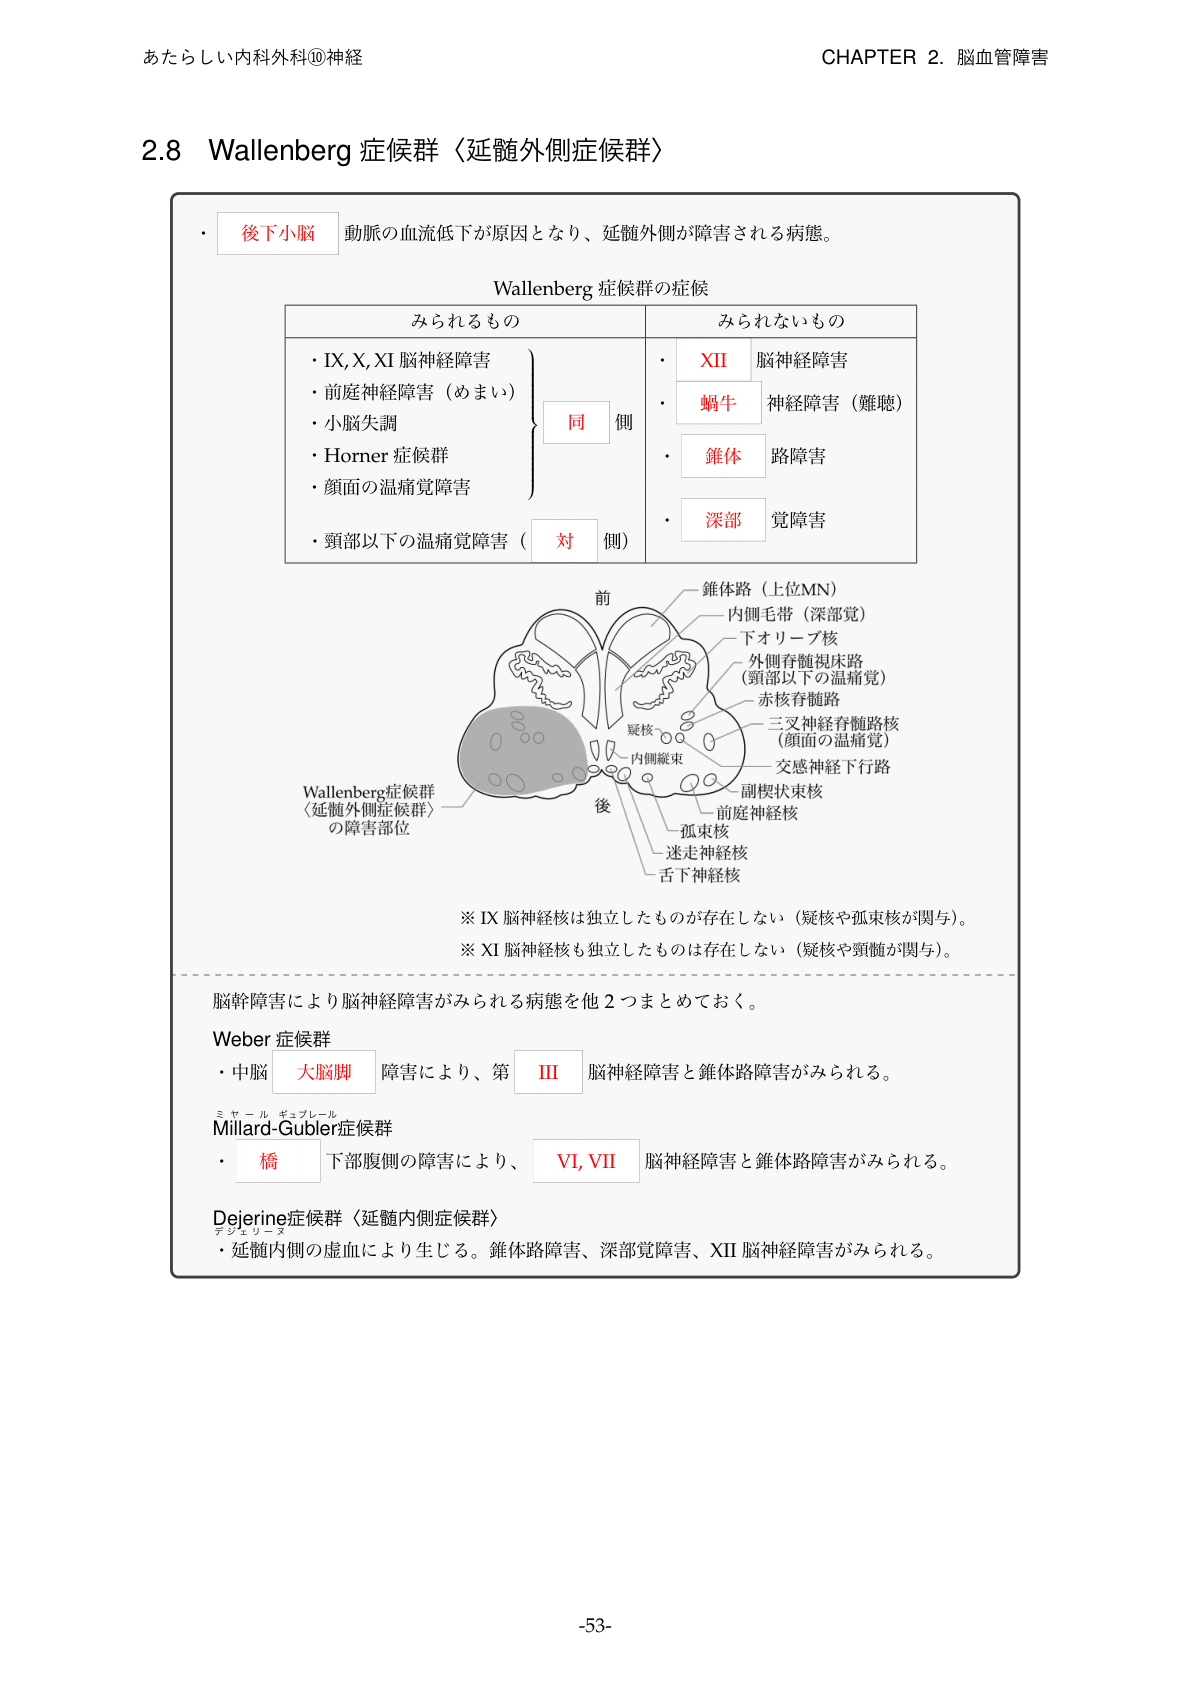 あたらしい内科外科⑩神経
CHAPTER 2. 脳血管障害
2.8 Wallenberg 症候群〈延髄外側症候群〉
・ 後下小脳 動脈の血流低下が原因となり、延髄外側が障害される病態。
Wallenberg 症候群の症候
みられるもの
みられないもの
・IX, X, XI 脳神経障害
・前庭神経障害（めまい）
・小脳失調
・Horner 症候群
・顔面の温痛覚障害
同 側
・頸部以下の温痛覚障害（ 対 側）
・ XII 脳神経障害
・ 蝸牛 神経障害（難聴）
・ 錐体 路障害
・ 深部 覚障害
前
錐体路（上位MN）
内側毛帯（深部覚）
下オリーブ核
外側脊髄視床路
（頸部以下の温痛覚）
赤核脊髄路
三叉神経脊髄路核
（顔面の温痛覚）
疑核
内側縦束
交感神経下行路
副楔状束核
前庭神経核
孤束核
迷走神経核
舌下神経核
後
Wallenberg症候群
〈延髄外側症候群〉
の障害部位
※ IX 脳神経核は独立したものが存在しない（疑核や孤束核が関与）。
※ XI 脳神経核も独立したものは存在しない（疑核や頸髄が関与）。
脳幹障害により脳神経障害がみられる病態を他 2 つまとめておく。
Weber 症候群
・中脳 大脳脚 障害により、第 III 脳神経障害と錐体路障害がみられる。
ミヤール ギュブレール
Millard-Gubler症候群
・ 橋 下部腹側の障害により、 VI, VII 脳神経障害と錐体路障害がみられる。
Dejerine症候群〈延髄内側症候群〉
デジェリーヌ
・延髄内側の虚血により生じる。錐体路障害、深部覚障害、XII 脳神経障害がみられる。
-53-